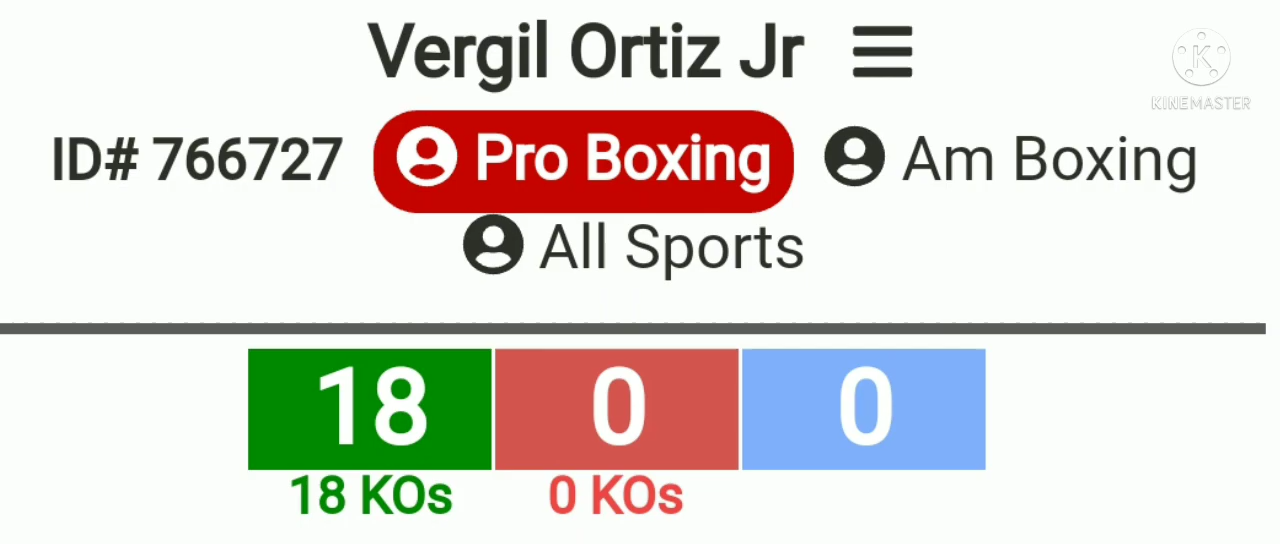 Vergil Ortiz Jr
K
KINEMASTER
ID# 766727 Pro Boxing Am Boxing
All Sports
18 0 0
18 KOs 0 KOs